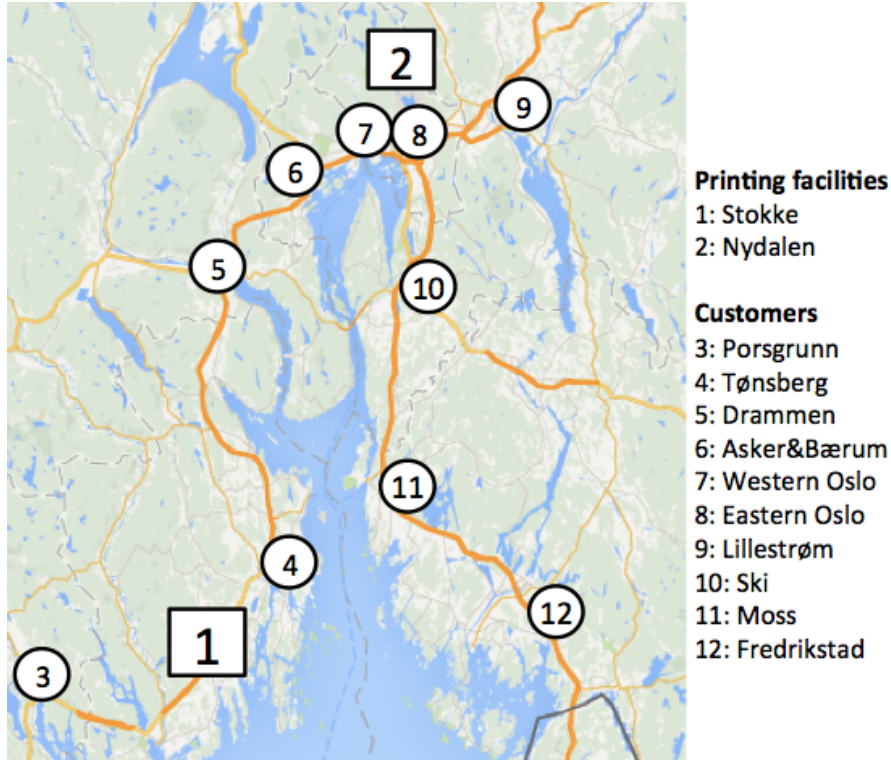 2
9
7
8
6
5
10
11
4
12
1
3
Printing facilities
1: Stokke
2: Nydalen
Customers
3: Porsgrunn
4: Tønsberg
5: Drammen
6: Asker&Bærum
7: Western Oslo
8: Eastern Oslo
9: Lillestrøm
10: Ski
11: Moss
12: Fredrikstad